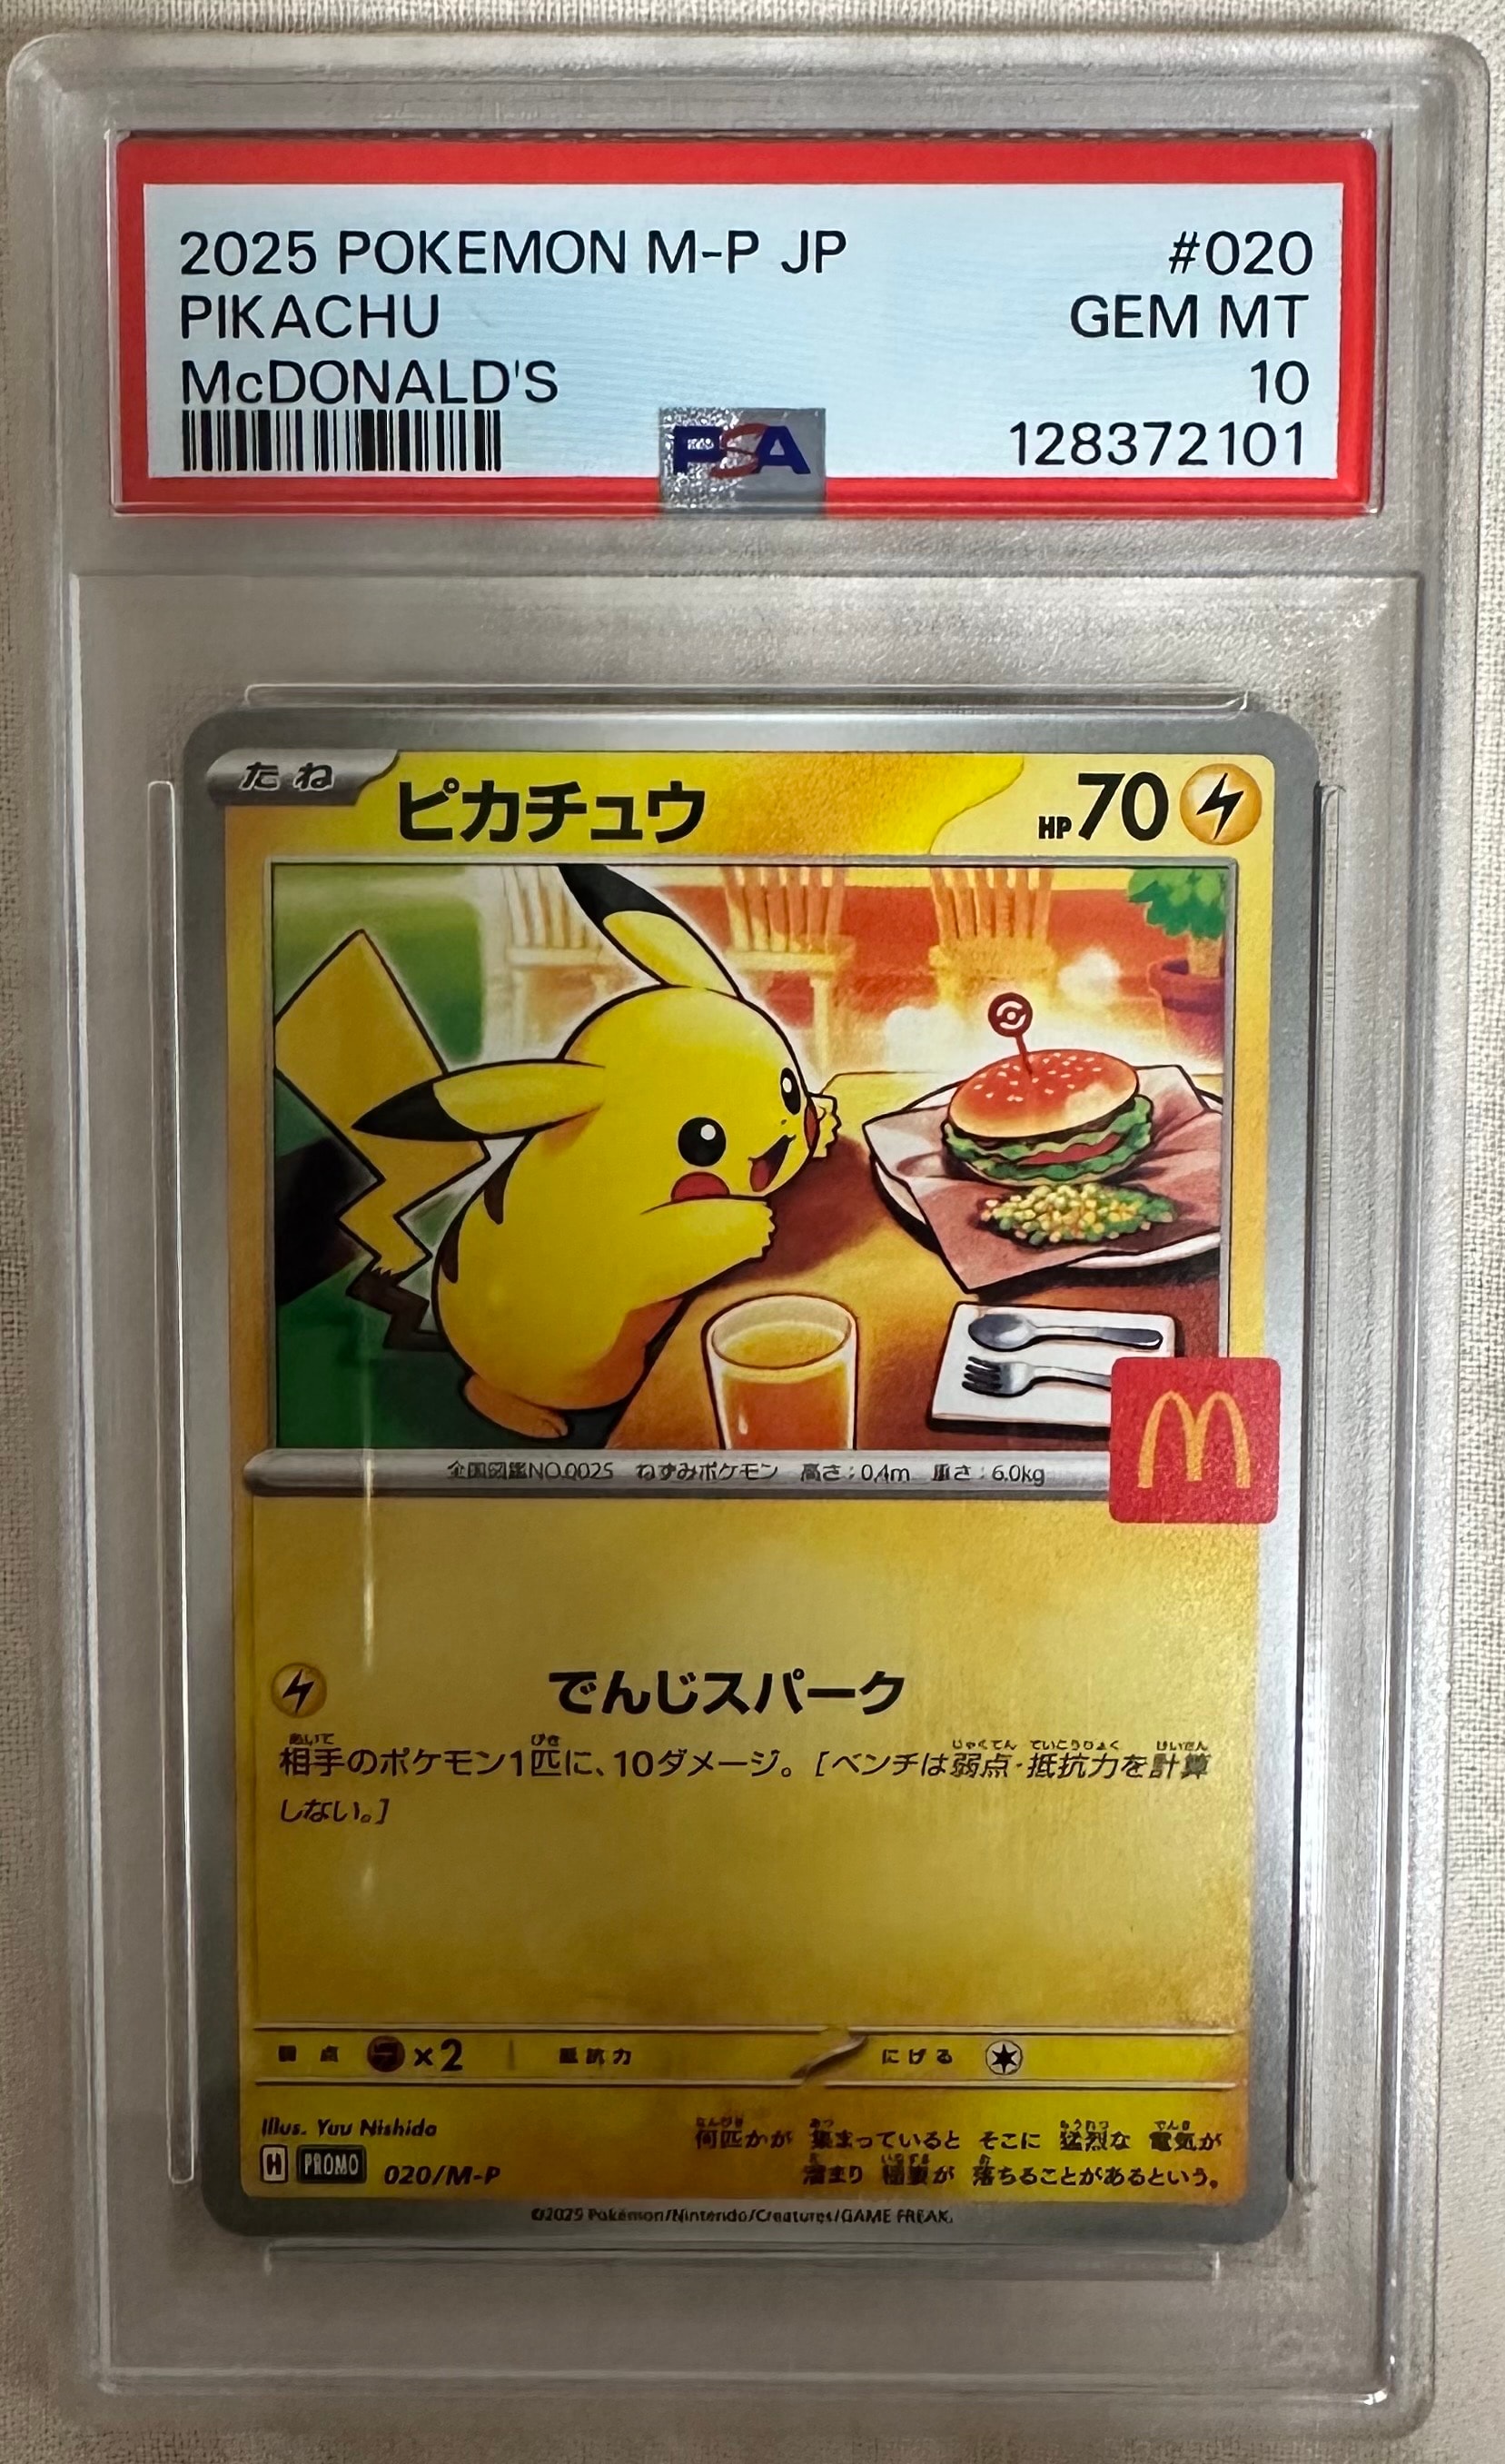 2025 POKEMON M-P JP #020
PIKACHU GEM MT
McDONALD'S 10
PSA 128372101
たね ピカチュウ HP70
全国図鑑NO.0025 ねずみポケモン 高さ:0.4m 重さ:6.0kg
M
でんじスパーク
相手のポケモン1匹に、10ダメージ。[ベンチは弱点・抵抗力を計算
しない。]
弱点 ×2 抵抗力 にげる
Illus. Yuu Nishida
何匹かが 集まっていると そこに 猛烈な 電気が
溜まり 稲妻が 落ちることがあるという。
H PROMO 020/M-P
©2025 Pokémon/Nintendo/Creatures/GAME FREAK.